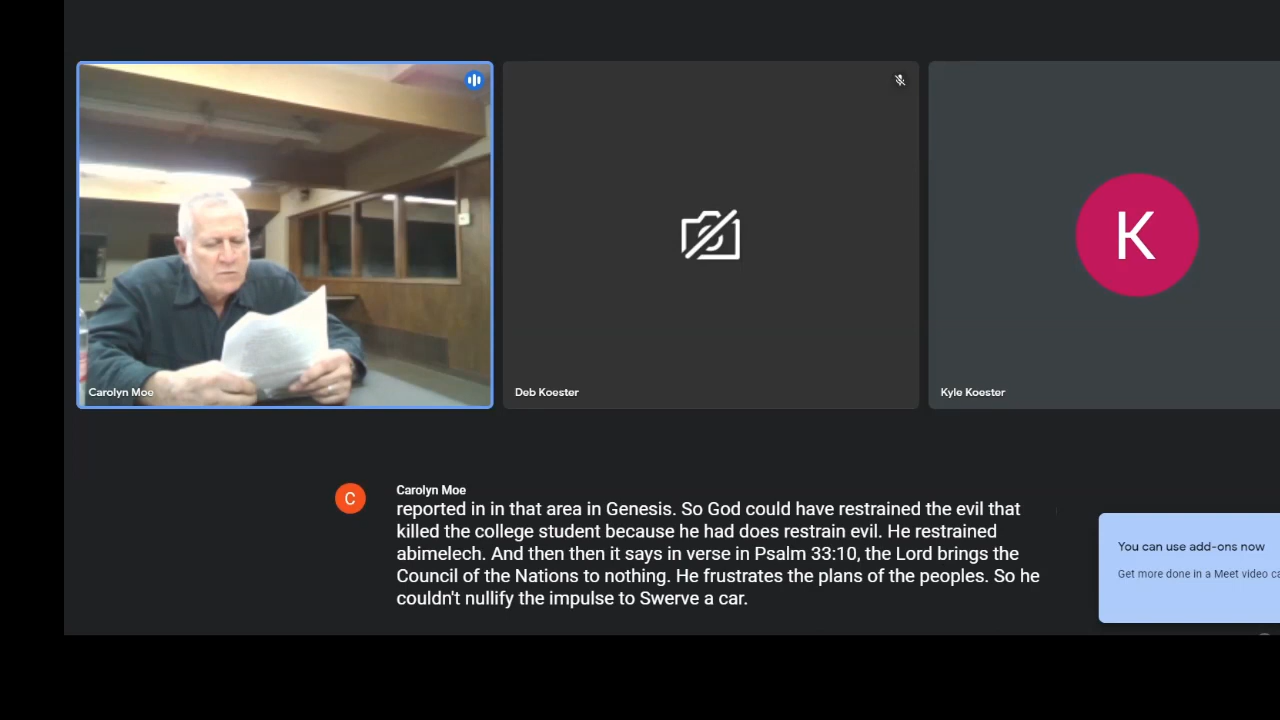 Carolyn Moe
Deb Koester
K
Kyle Koester
C
Carolyn Moe
reported in in that area in Genesis. So God could have restrained the evil that
killed the college student because he had does restrain evil. He restrained
abimelech. And then then it says in verse in Psalm 33:10, the Lord brings the
Council of the Nations to nothing. He frustrates the plans of the peoples. So he
couldn't nullify the impulse to Swerve a car.
You can use add-ons now
Get more done in a Meet video ca